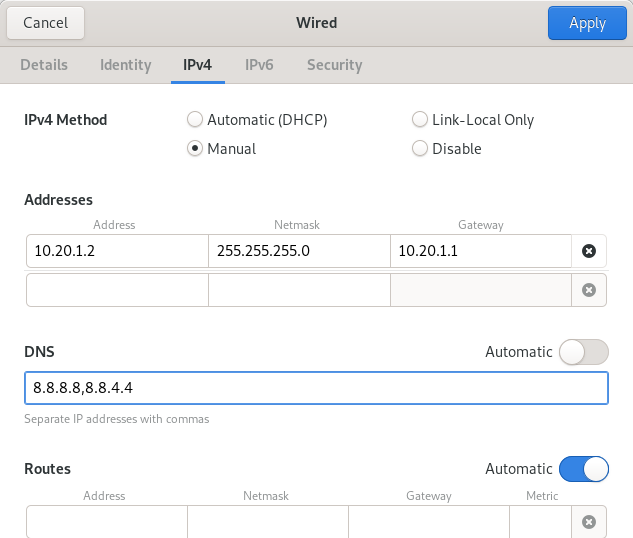 Cancel Wired Apply
Details Identity IPv4 IPv6 Security
IPv4 Method Automatic (DHCP) Link-Local Only
Manual Disable
Addresses
Address Netmask Gateway
10.20.1.2 255.255.255.0 10.20.1.1
DNS Automatic
8.8.8.8,8.8.4.4
Separate IP addresses with commas
Routes Automatic
Address Netmask Gateway Metric